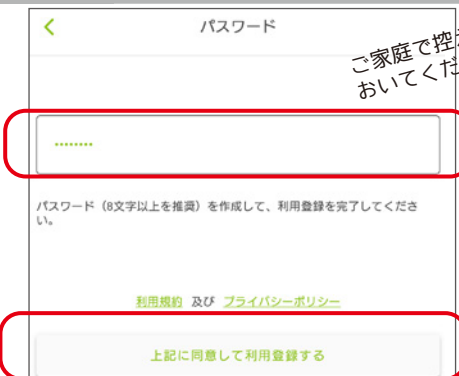 パスワード
ご家庭で控
おいてくだ
••••••••
パスワード（8文字以上を推奨）を作成して、利用登録を完了してくださ
い。
利用規約 及び プライバシーポリシー
上記に同意して利用登録する